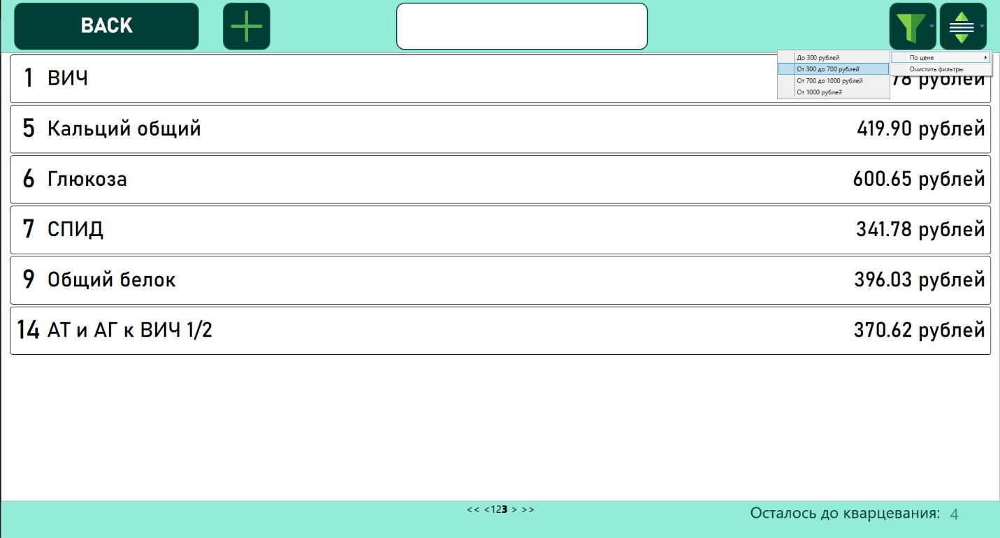 BACK
До 300 рублей
От 300 до 700 рублей
От 700 до 1000 рублей
От 1000 рублей
По цене
Очистить фильтры
1 ВИЧ 78 рублей
5 Кальций общий 419.90 рублей
6 Глюкоза 600.65 рублей
7 СПИД 341.78 рублей
9 Общий белок 396.03 рублей
14 АТ и АГ к ВИЧ 1/2 370.62 рублей
<< <123 > >>
Осталось до кварцевания: 4